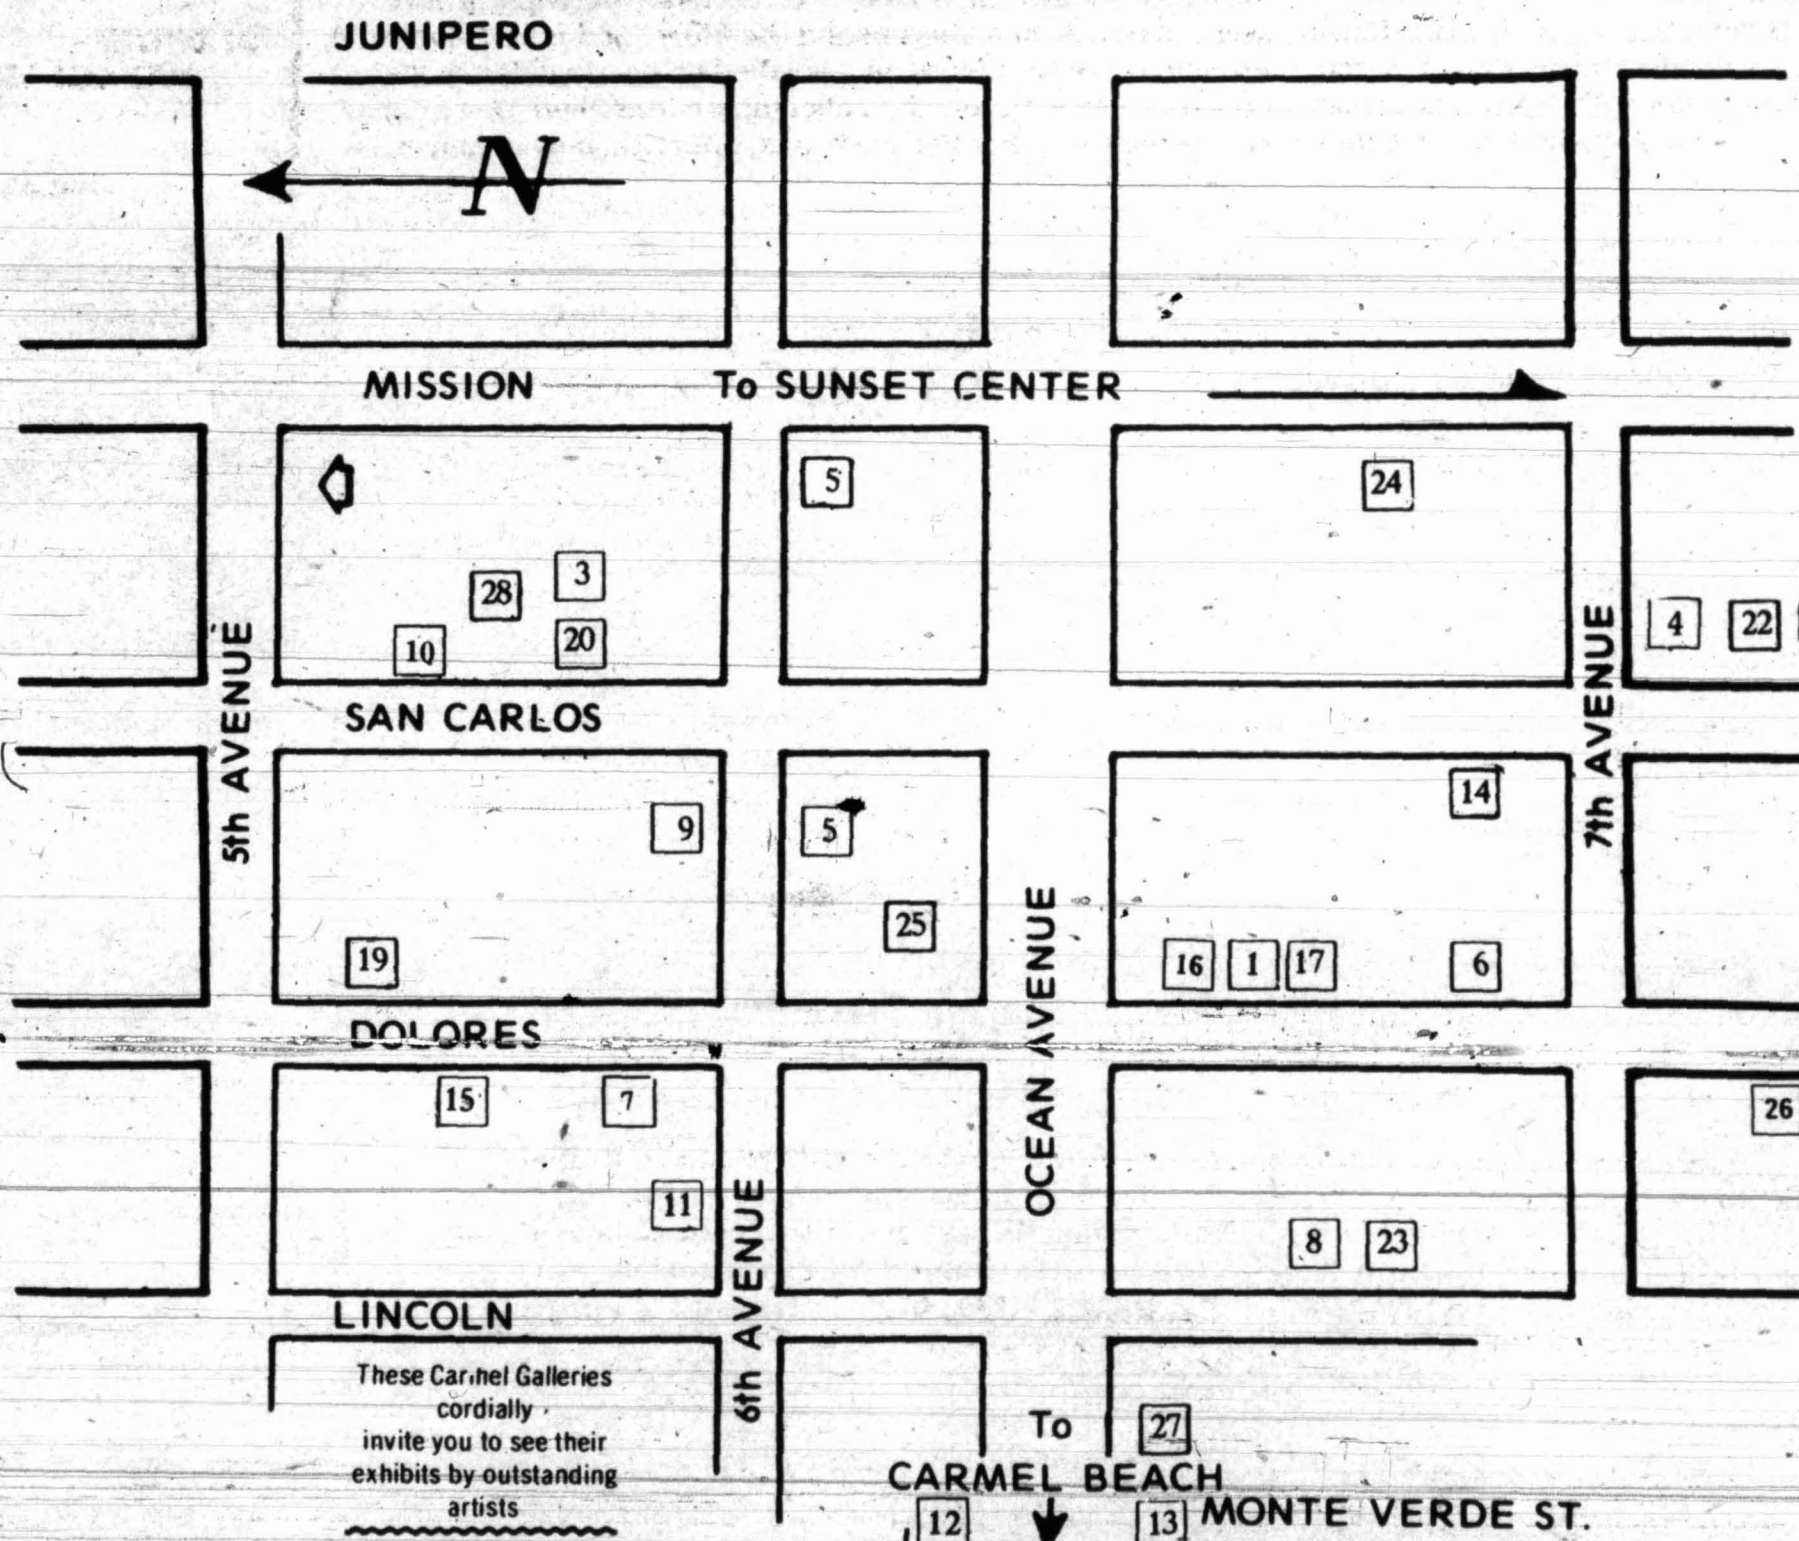 JUNIPERO
N
MISSION To SUNSET CENTER
5 24
3
28
4 22
20
10
5th AVENUE
7th AVENUE
SAN CARLOS
14
9 5
25
19
16 1 17 6
OCEAN AVENUE
DOLORES
15 7
26
11
6th AVENUE
8 23
LINCOLN
These Carmel Galleries
cordially
invite you to see their
exhibits by outstanding
artists
To 27
CARMEL BEACH
12 13 MONTE VERDE ST.